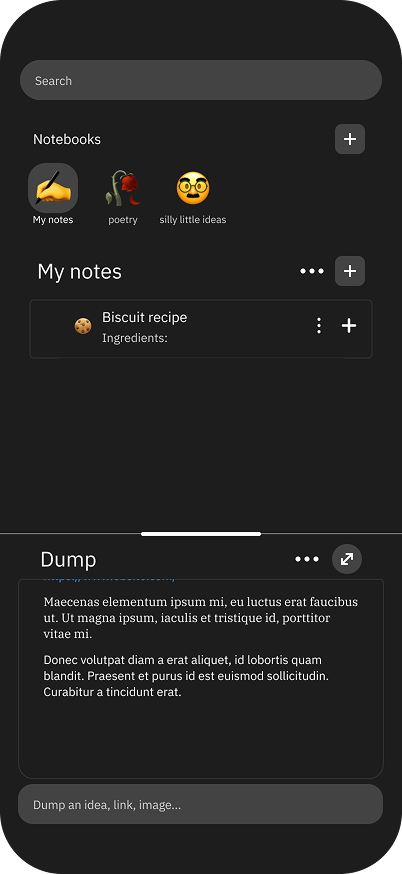 Search
Notebooks
My notes
poetry
silly little ideas
My notes
Biscuit recipe
Ingredients:
Dump
Maecenas elementum ipsum mi, eu luctus erat faucibus
ut. Ut magna ipsum, iaculis et tristique id, porttitor
vitae mi.
Donec volutpat diam a erat aliquet, id lobortis quam
blandit. Praesent et purus id est euismod sollicitudin.
Curabitur a tincidunt erat.
Dump an idea, link, image...